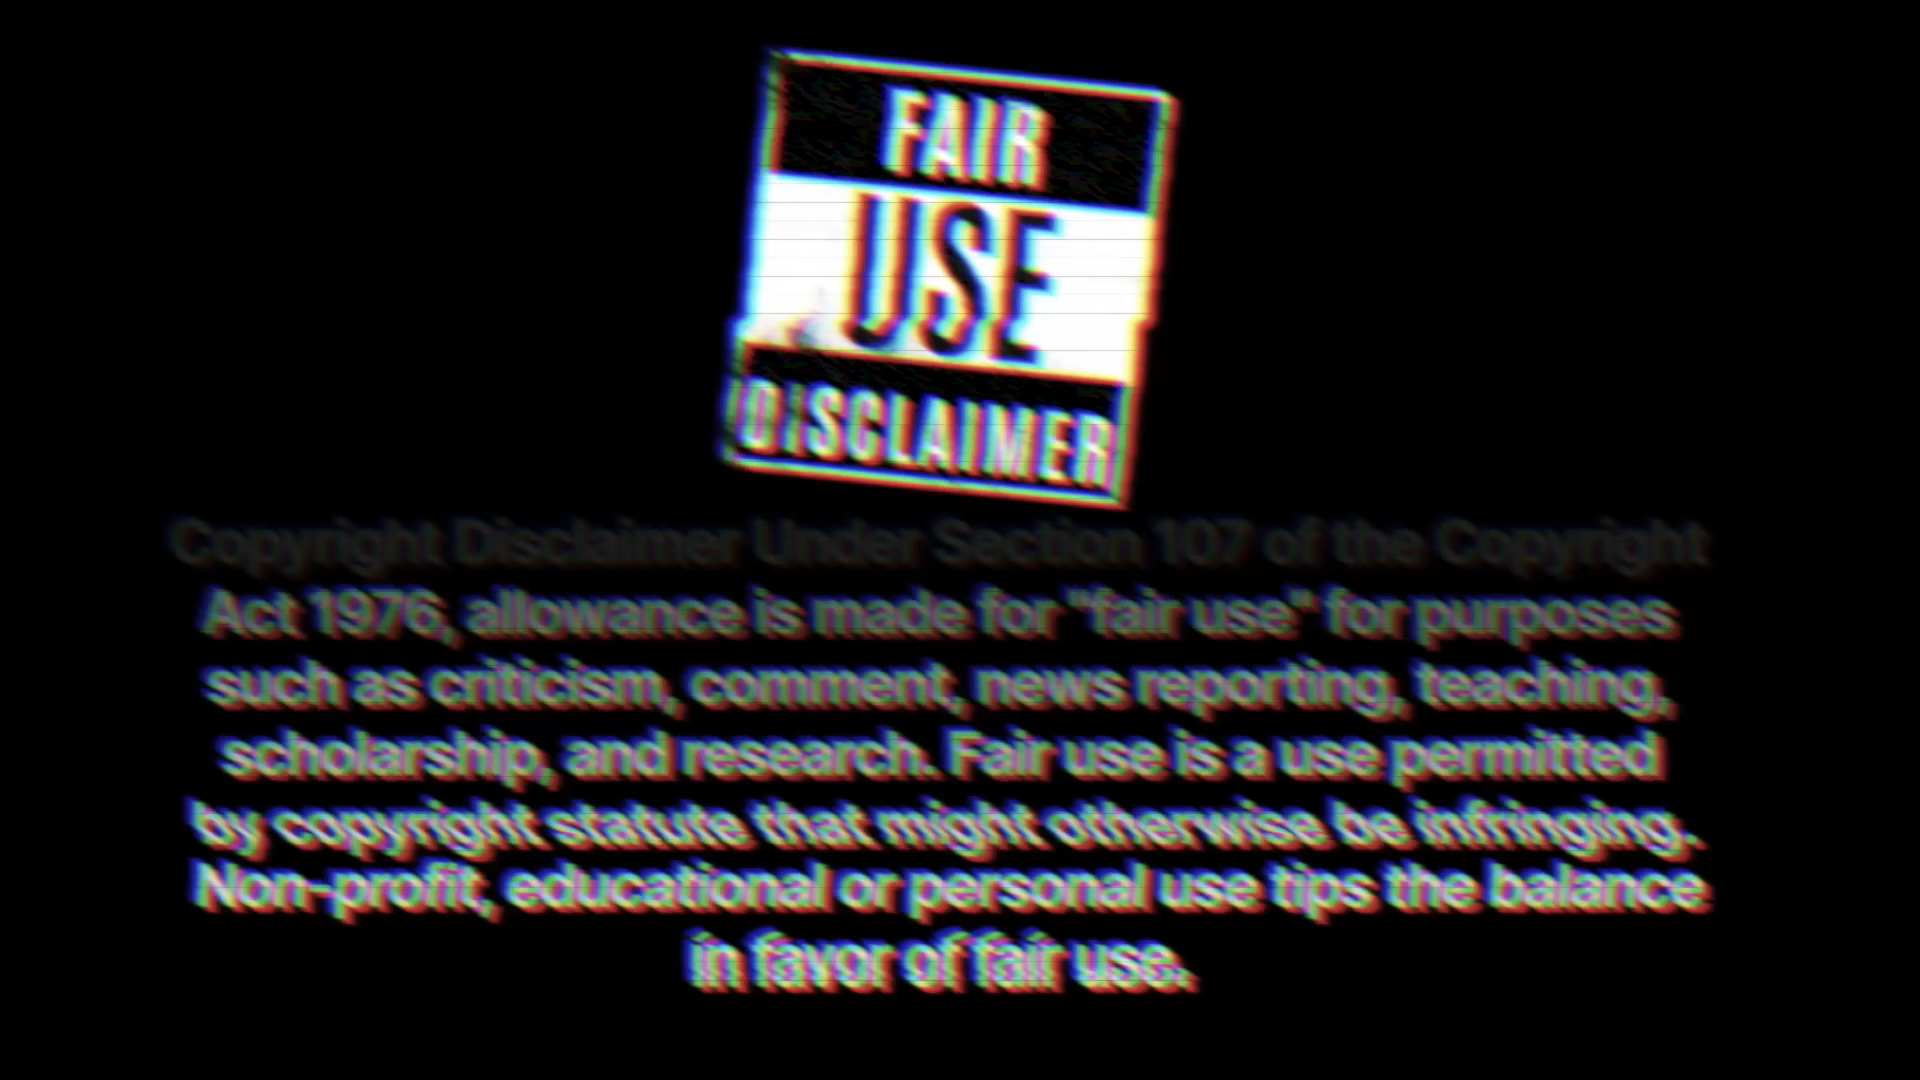 FAIR
USE
DISCLAIMER
Copyright Disclaimer Under Section 107 of the Copyright
Act 1976, allowance is made for "fair use" for purposes
such as criticism, comment, news reporting, teaching,
scholarship, and research. Fair use is a use permitted
by copyright statute that might otherwise be infringing.
Non-profit, educational or personal use tips the balance
in favor of fair use.